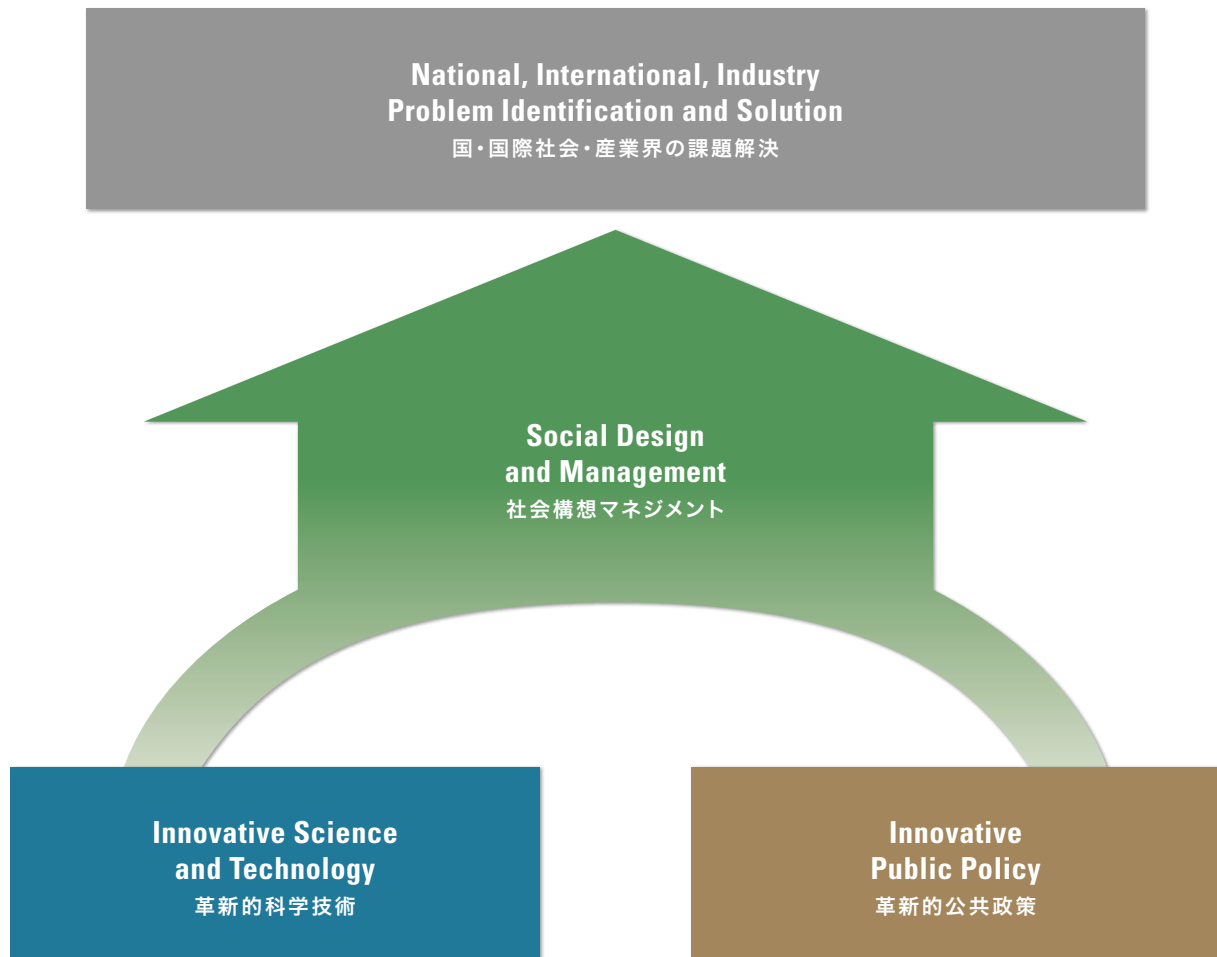 National, International, Industry
Problem Identification and Solution
国・国際社会・産業界の課題解決
Social Design
and Management
社会構想マネジメント
Innovative Science
and Technology
革新的科学技術
Innovative
Public Policy
革新的公共政策